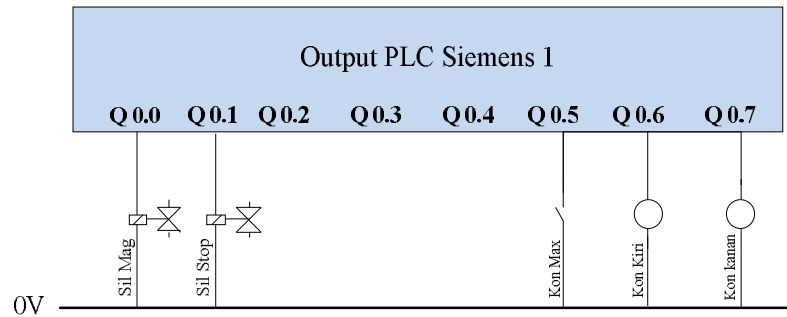 Output PLC Siemens 1
Q 0.0 Q 0.1 Q 0.2 Q 0.3 Q 0.4 Q 0.5 Q 0.6 Q 0.7
Sil Mag
Sil Stop
Kon Max
Kon Kiri
Kon kanan
0V